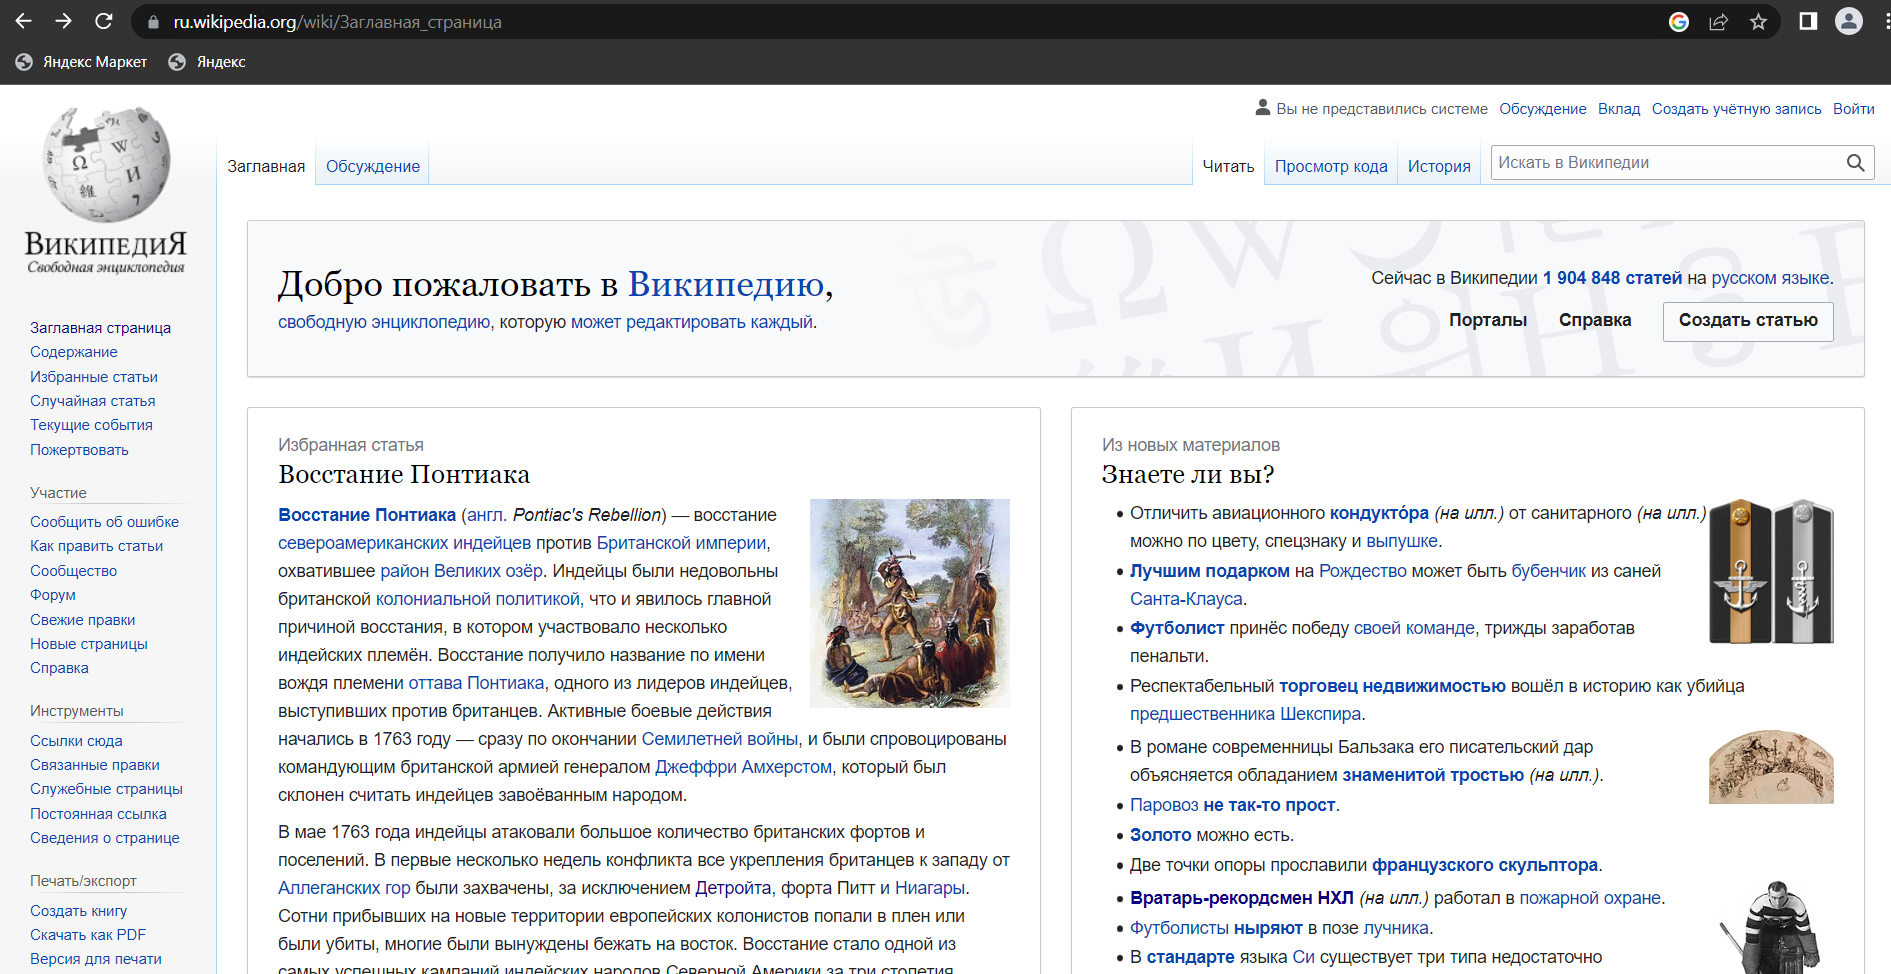 ru.wikipedia.org/wiki/Заглавная_страница
Яндекс Маркет
Яндекс
Вы не представились системе
Обсуждение
Вклад
Создать учётную запись
Войти
ВикипедиЯ
Свободная энциклопедия
Заглавная
Обсуждение
Читать
Просмотр кода
История
Искать в Википедии
Добро пожаловать в Википедию,
свободную энциклопедию, которую может редактировать каждый.
Сейчас в Википедии 1 904 848 статей на русском языке.
Порталы
Справка
Создать статью
Заглавная страница
Содержание
Избранные статьи
Случайная статья
Текущие события
Пожертвовать
Участие
Сообщить об ошибке
Как править статьи
Сообщество
Форум
Свежие правки
Новые страницы
Справка
Инструменты
Ссылки сюда
Связанные правки
Служебные страницы
Постоянная ссылка
Сведения о странице
Печать/экспорт
Создать книгу
Скачать как PDF
Версия для печати
Избранная статья
Восстание Понтиака
Восстание Понтиака (англ. Pontiac's Rebellion) — восстание
североамериканских индейцев против Британской империи,
охватившее район Великих озёр. Индейцы были недовольны
британской колониальной политикой, что и явилось главной
причиной восстания, в котором участвовало несколько
индейских племён. Восстание получило название по имени
вождя племени оттава Понтиака, одного из лидеров индейцев,
выступивших против британцев. Активные боевые действия
начались в 1763 году — сразу по окончании Семилетней войны, и были спровоцированы
командующим британской армией генералом Джеффри Амхерстом, который был
склонен считать индейцев завоёванным народом.
В мае 1763 года индейцы атаковали большое количество британских фортов и
поселений. В первые несколько недель конфликта все укрепления британцев к западу от
Аллеганских гор были захвачены, за исключением Детройта, форта Питт и Ниагары.
Сотни прибывших на новые территории европейских колонистов попали в плен или
были убиты, многие были вынуждены бежать на восток. Восстание стало одной из
самых успешных кампаний индейских народов Северной Америки за три столетия
Из новых материалов
Знаете ли вы?
Отличить авиационного кондукто́ра (на илл.) от санитарного (на илл.)
можно по цвету, спецзнаку и выпушке.
Лучшим подарком на Рождество может быть бубенчик из саней
Санта-Клауса.
Футболист принёс победу своей команде, трижды заработав
пенальти.
Респектабельный торговец недвижимостью вошёл в историю как убийца
предшественника Шекспира.
В романе современницы Бальзака его писательский дар
объясняется обладанием знаменитой тростью (на илл.).
Паровоз не так-то прост.
Золото можно есть.
Две точки опоры прославили французского скульптора.
Вратарь-рекордсмен НХЛ (на илл.) работал в пожарной охране.
Футболисты ныряют в позе лучника.
В стандарте языка Си существует три типа недостаточно